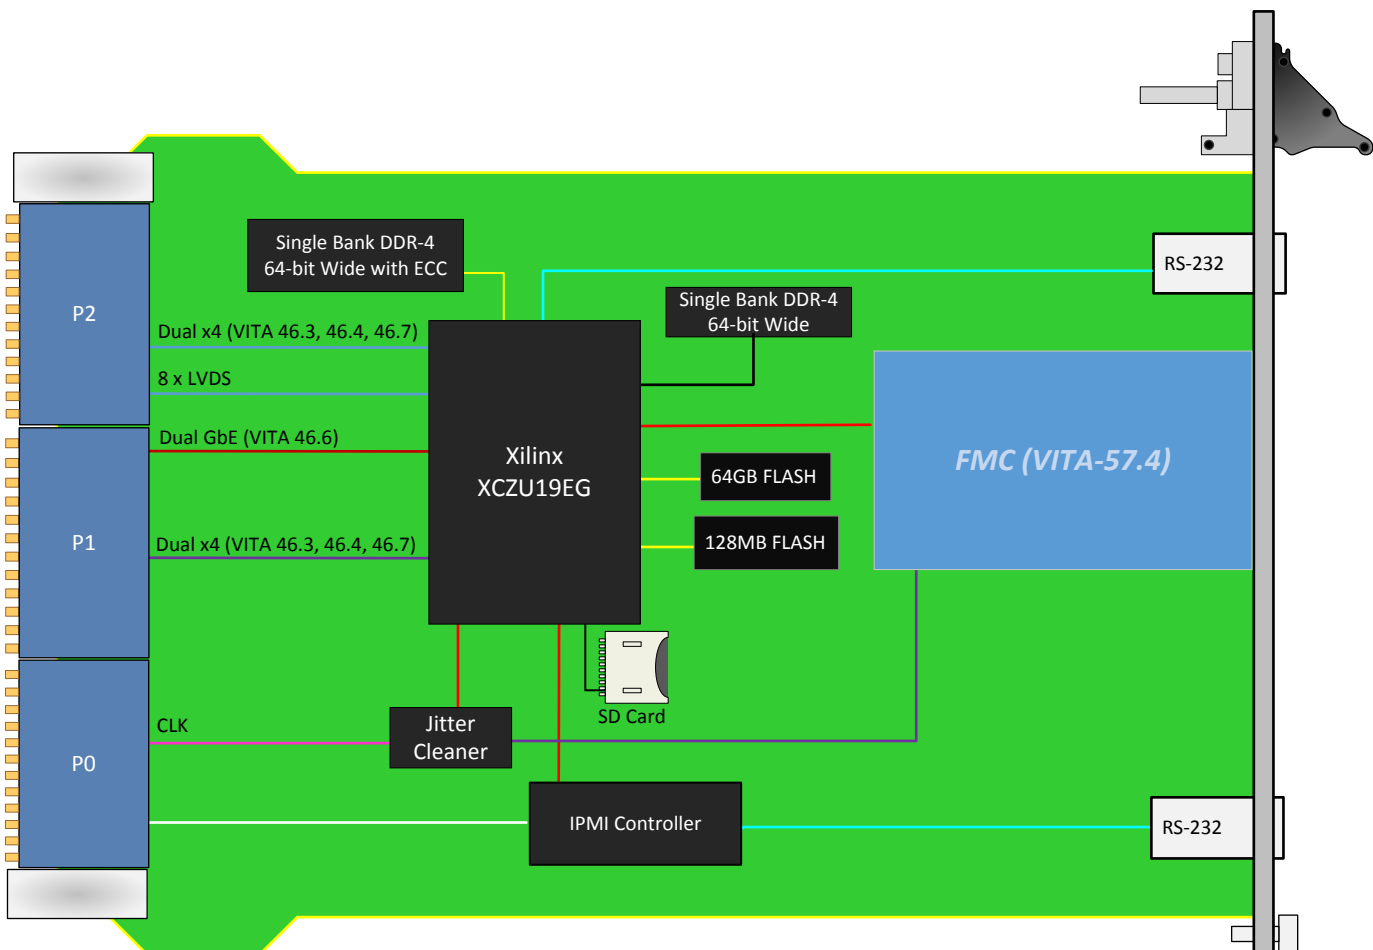 Single Bank DDR-4
64-bit Wide with ECC
RS-232
P2
Single Bank DDR-4
64-bit Wide
Dual x4 (VITA 46.3, 46.4, 46.7)
8 x LVDS
Dual GbE (VITA 46.6)
Xilinx
XCZU19EG
FMC (VITA-57.4)
64GB FLASH
P1
Dual x4 (VITA 46.3, 46.4, 46.7)
128MB FLASH
SD Card
CLK
Jitter
Cleaner
P0
IPMI Controller
RS-232